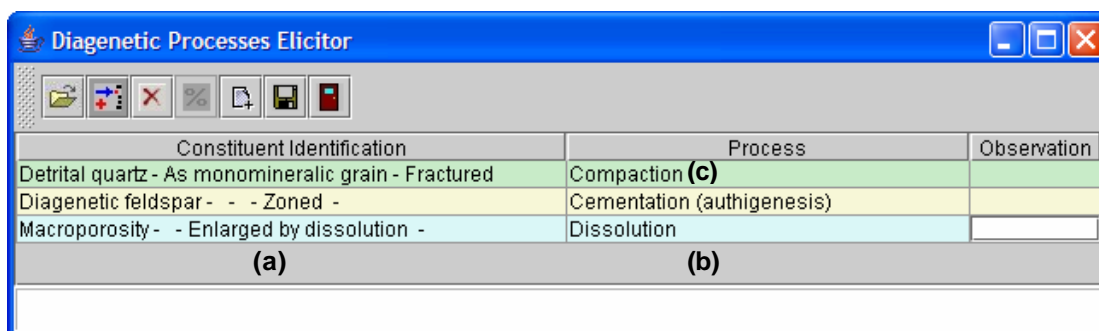 Diagenetic Processes Elicitor
%
Constituent Identification Process Observation
Detrital quartz - As monomineralic grain - Fractured Compaction (c)
Diagenetic feldspar - - - Zoned - Cementation (authigenesis)
Macroporosity - - Enlarged by dissolution - Dissolution
(a) (b)